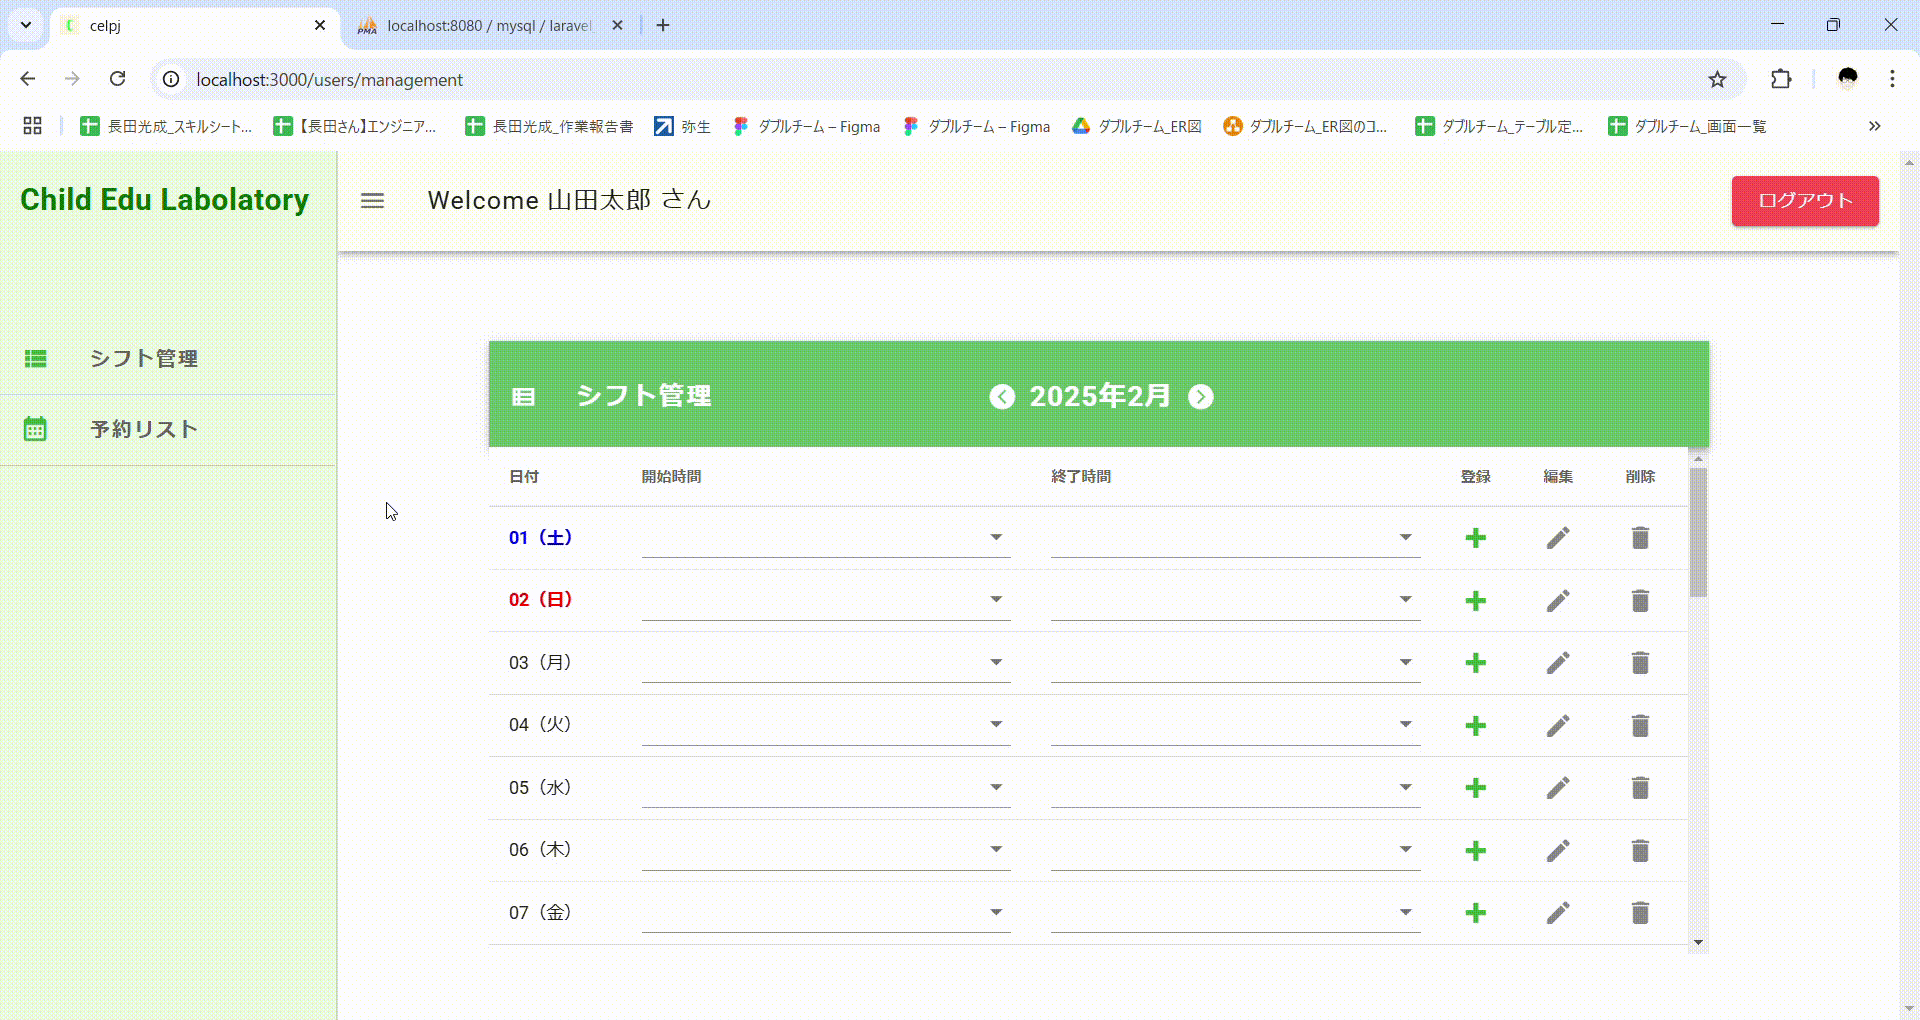 celpj
localhost:8080 / mysql / laravel
localhost:3000/users/management
長田光成_スキルシート...
【長田さん】エンジニア...
長田光成_作業報告書
弥生
ダブルチーム – Figma
ダブルチーム – Figma
ダブルチーム_ER図
ダブルチーム_ER図のコ...
ダブルチーム_テーブル定...
ダブルチーム_画面一覧
Child Edu Labolatory
Welcome 山田太郎 さん
ログアウト
シフト管理
予約リスト
シフト管理
2025年2月
日付 開始時間 終了時間 登録 編集 削除
01（土）
02（日）
03（月）
04（火）
05（水）
06（木）
07（金）